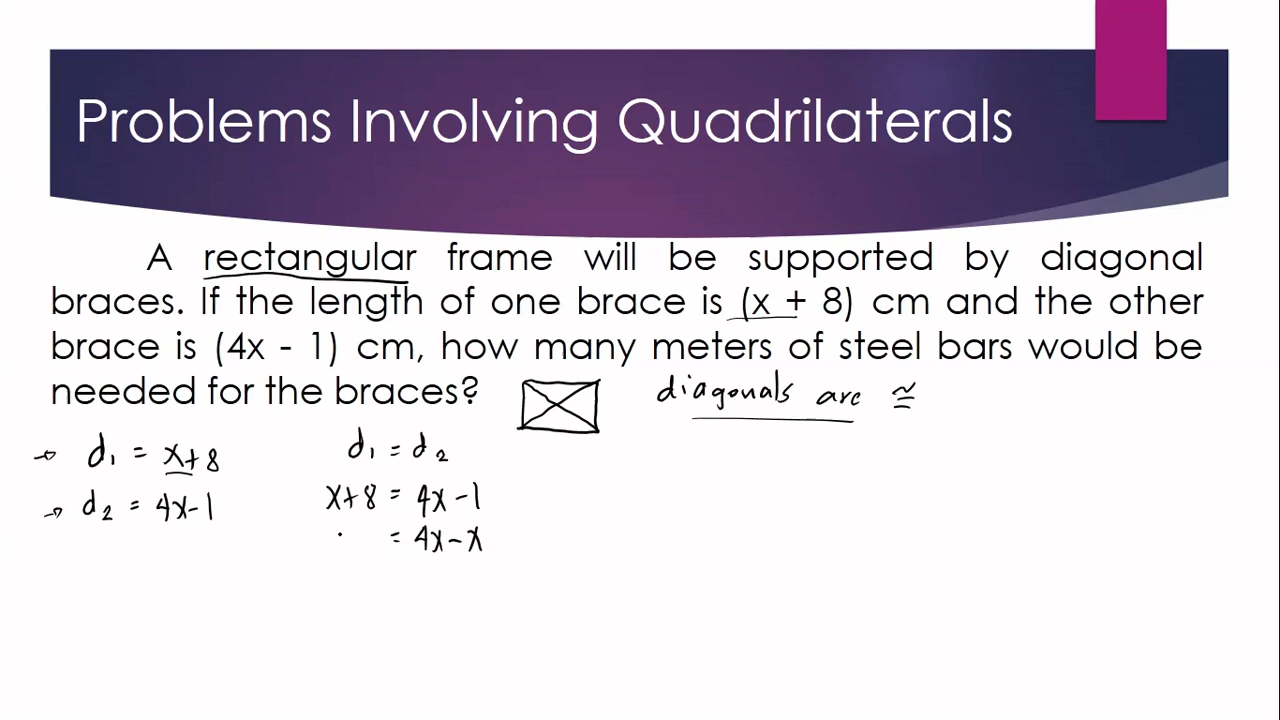 Problems Involving Quadrilaterals
A rectangular frame will be supported by diagonal
braces. If the length of one brace is (x + 8) cm and the other
brace is (4x - 1) cm, how many meters of steel bars would be
needed for the braces?
diagonals are ≅
→ d₁ = x+8
→ d₂ = 4x-1
d₁ = d₂
x+8 = 4x-1
= 4x-x